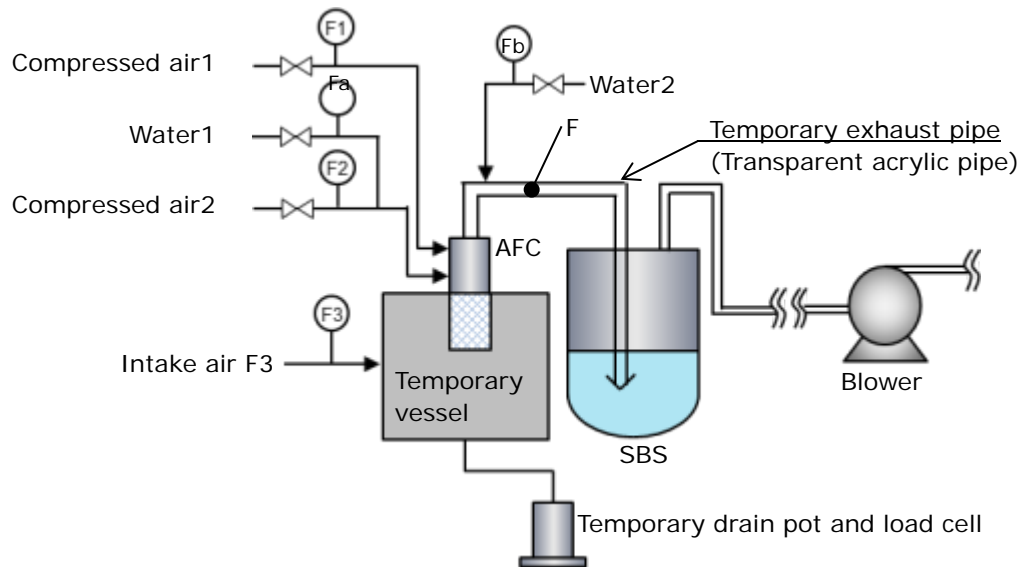 F1
Compressed air1
Fa
Water1
F2
Compressed air2
Fb
Water2
F
Temporary exhaust pipe
(Transparent acrylic pipe)
AFC
F3
Intake air F3
Temporary
vessel
SBS
Blower
Temporary drain pot and load cell